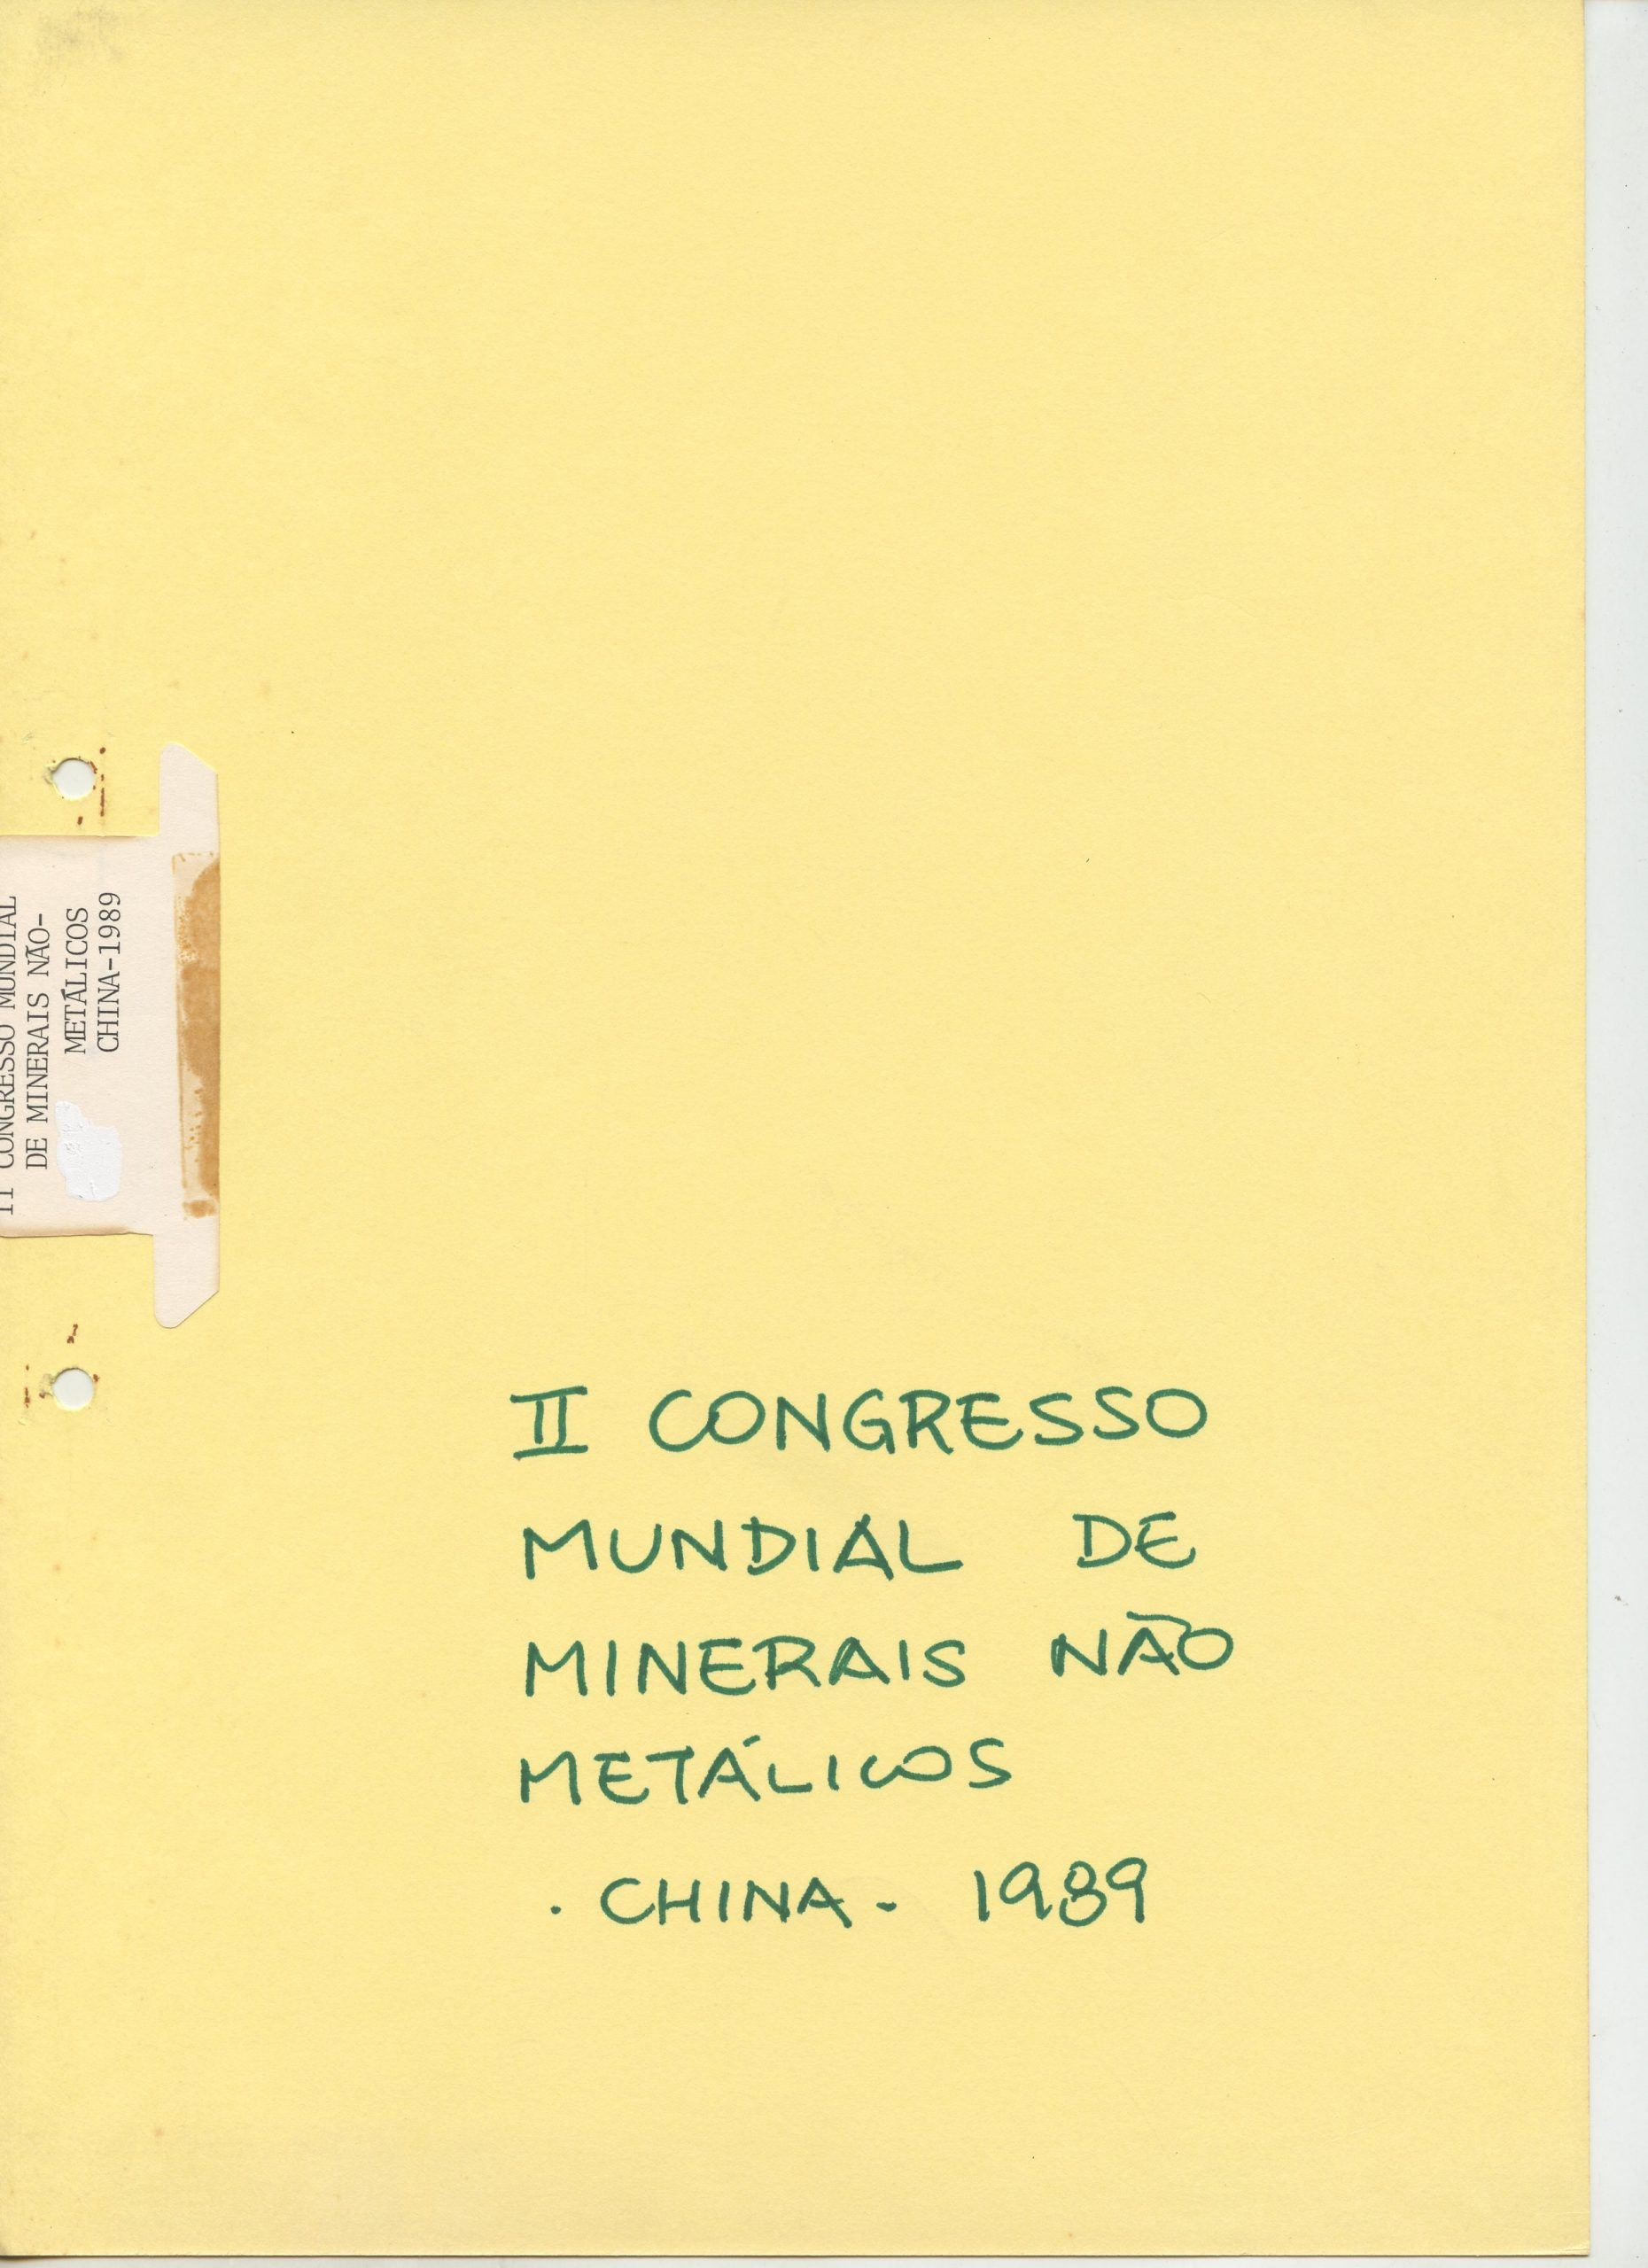 II CONGRESSO MUNDIAL
DE MINERAIS NÃO-
METÁLICOS
CHINA-1989
II CONGRESSO
MUNDIAL DE
MINERAIS NÃO
METÁLICOS
. CHINA - 1989